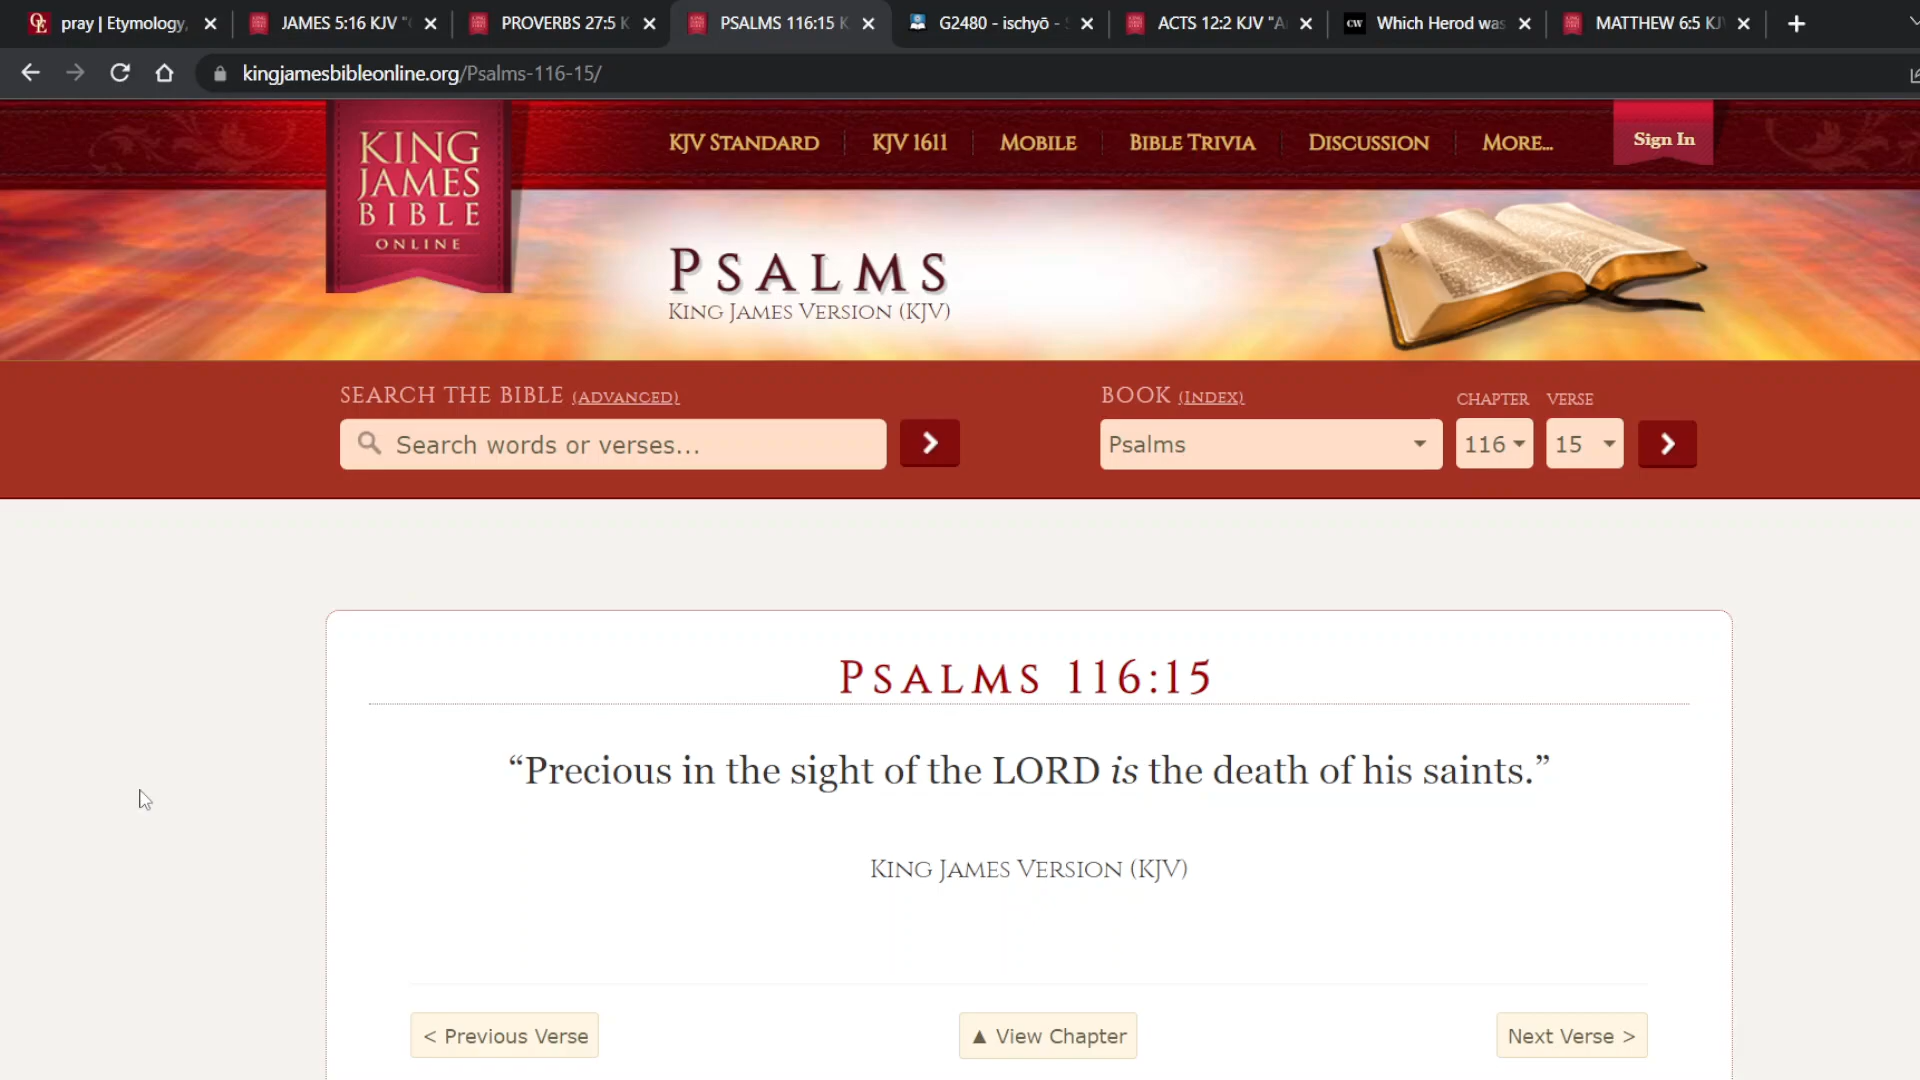 pray | Etymology,
JAMES 5:16 KJV "
PROVERBS 27:5 K
PSALMS 116:15 K
G2480 - ischyō -
ACTS 12:2 KJV "A
CW
Which Herod was
MATTHEW 6:5 KJV
kingjamesbibleonline.org/Psalms-116-15/
KING
JAMES
BIBLE
ONLINE
KJV STANDARD
KJV 1611
MOBILE
BIBLE TRIVIA
DISCUSSION
MORE...
Sign In
PSALMS
KING JAMES VERSION (KJV)
SEARCH THE BIBLE (ADVANCED)
Search words or verses...
BOOK (INDEX)
Psalms
CHAPTER
116
VERSE
15
PSALMS 116:15
“Precious in the sight of the LORD is the death of his saints.”
KING JAMES VERSION (KJV)
< Previous Verse
▲ View Chapter
Next Verse >